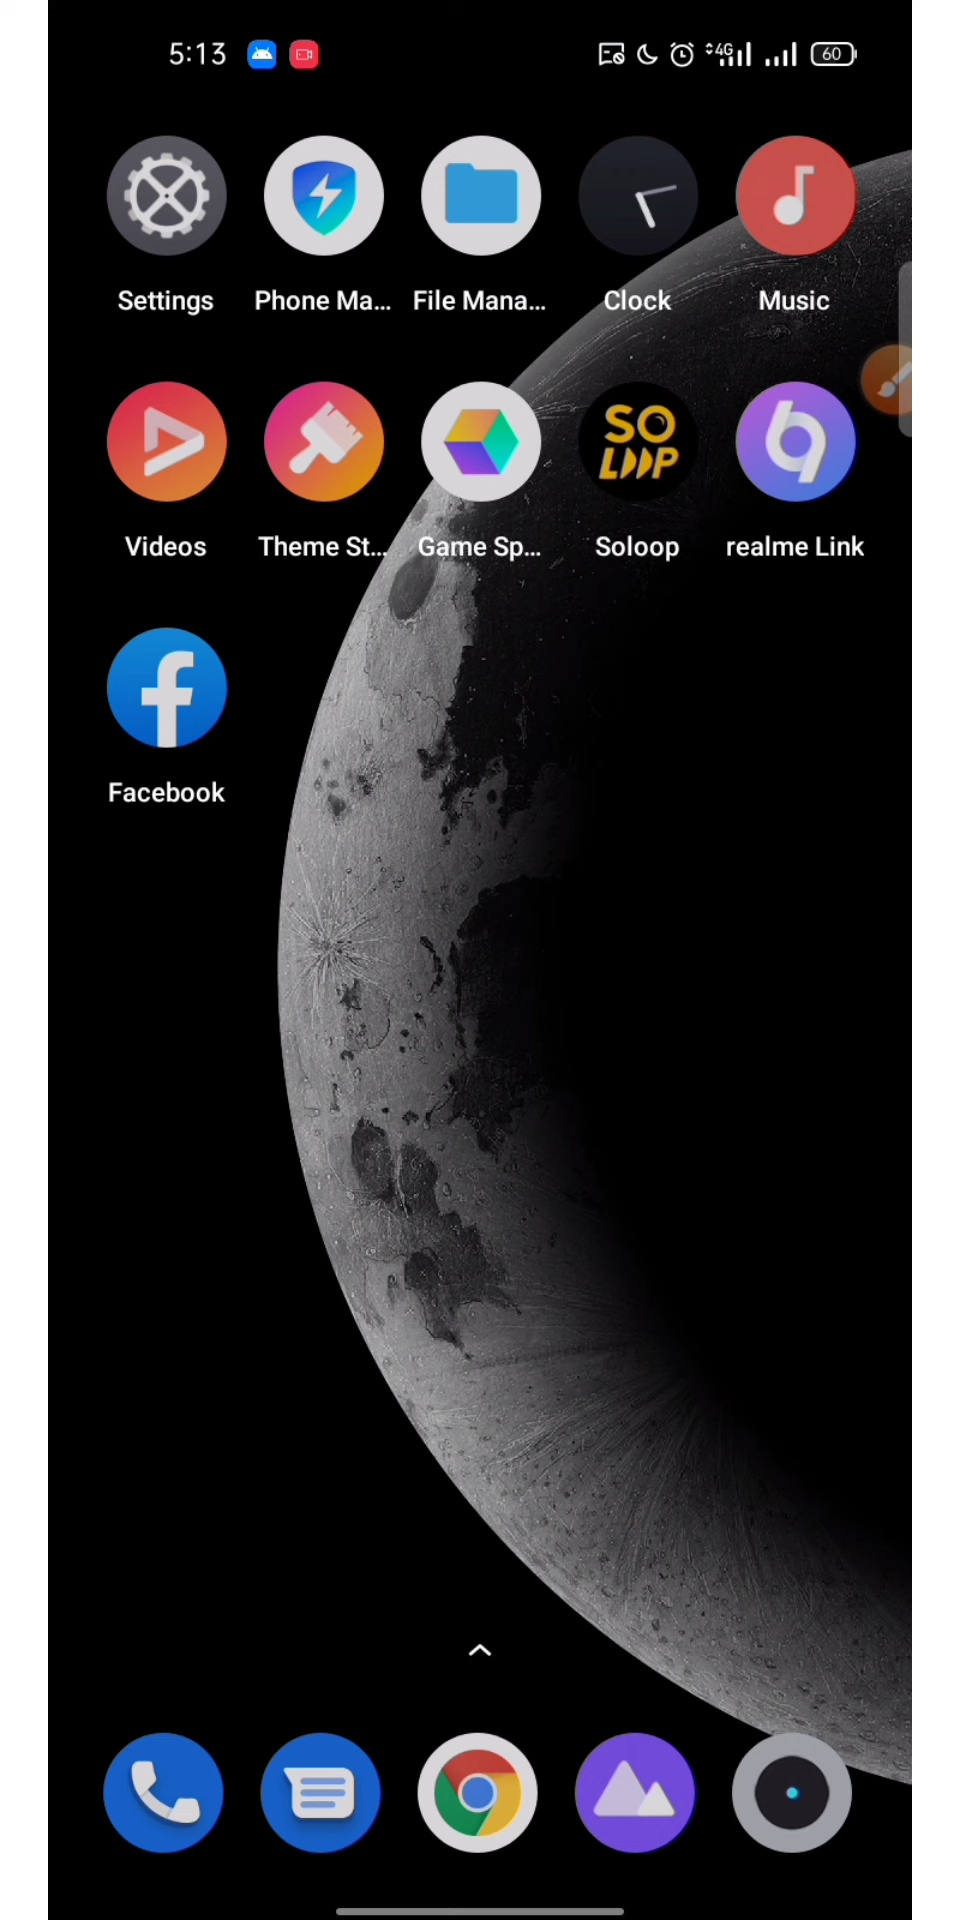 5:13 4G 60
Settings Phone Ma... File Mana... Clock Music
SO
LOOP
Videos Theme St... Game Sp... Soloop realme Link
Facebook